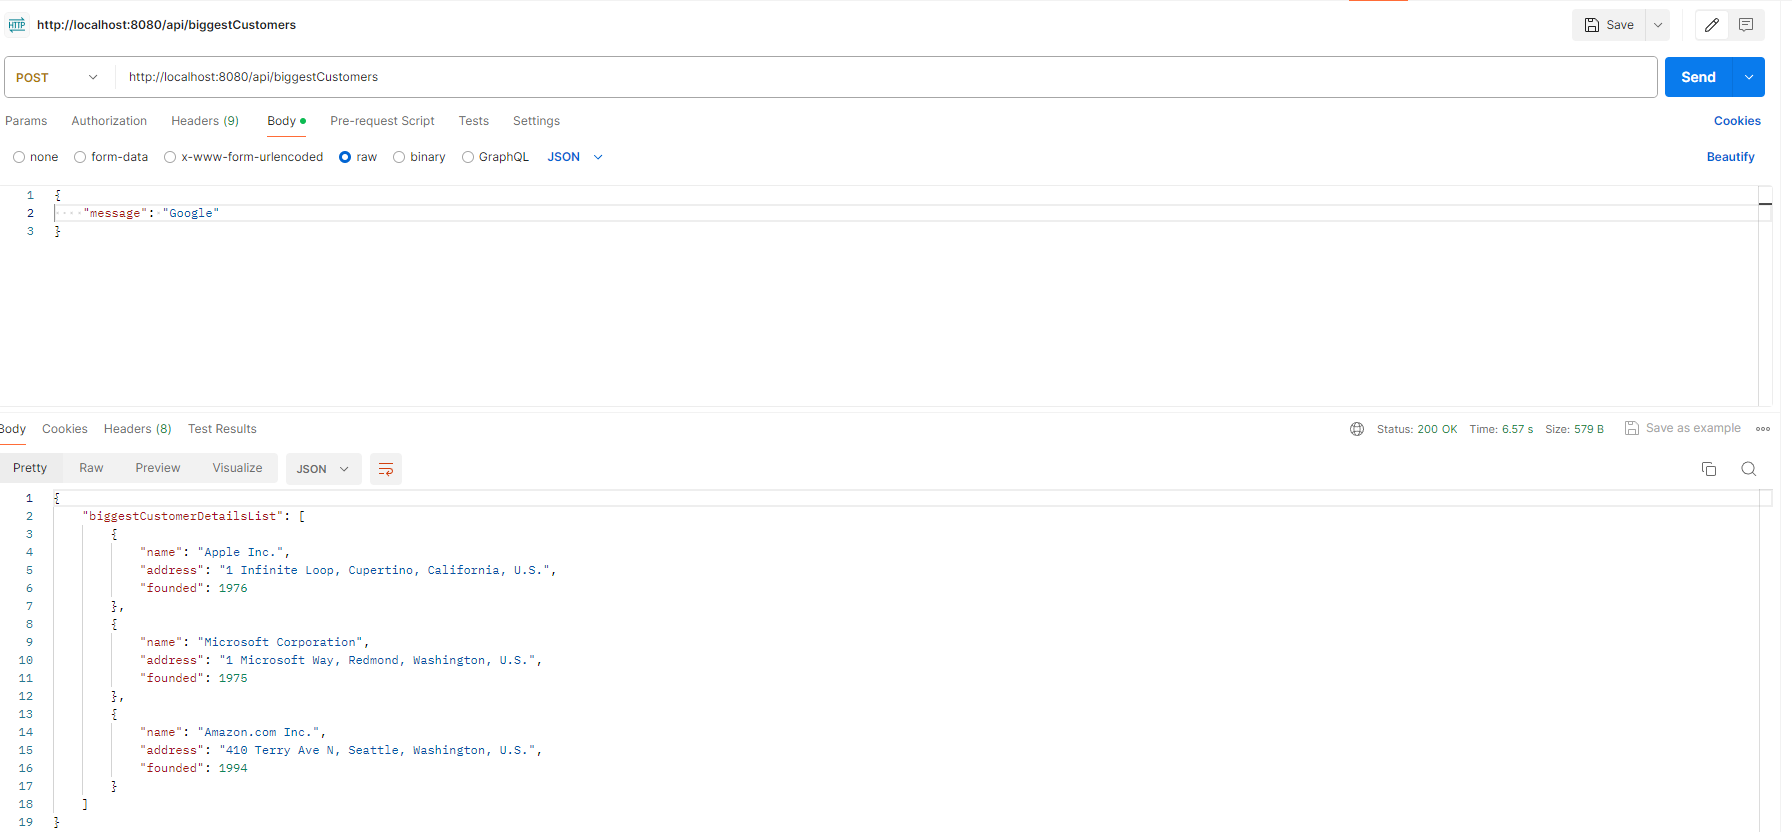 HTTP http://localhost:8080/api/biggestCustomers Save
POST http://localhost:8080/api/biggestCustomers Send
Params Authorization Headers (9) Body Pre-request Script Tests Settings Cookies
none form-data x-www-form-urlencoded raw binary GraphQL JSON Beautify
1 {
2 "message": "Google"
3 }
Body Cookies Headers (8) Test Results Status: 200 OK Time: 6.57 s Size: 579 B Save as example
Pretty Raw Preview Visualize JSON
1 {
2 "biggestCustomerDetailsList": [
3 {
4 "name": "Apple Inc.",
5 "address": "1 Infinite Loop, Cupertino, California, U.S.",
6 "founded": 1976
7 },
8 {
9 "name": "Microsoft Corporation",
10 "address": "1 Microsoft Way, Redmond, Washington, U.S.",
11 "founded": 1975
12 },
13 {
14 "name": "Amazon.com Inc.",
15 "address": "410 Terry Ave N, Seattle, Washington, U.S.",
16 "founded": 1994
17 }
18 ]
19 }